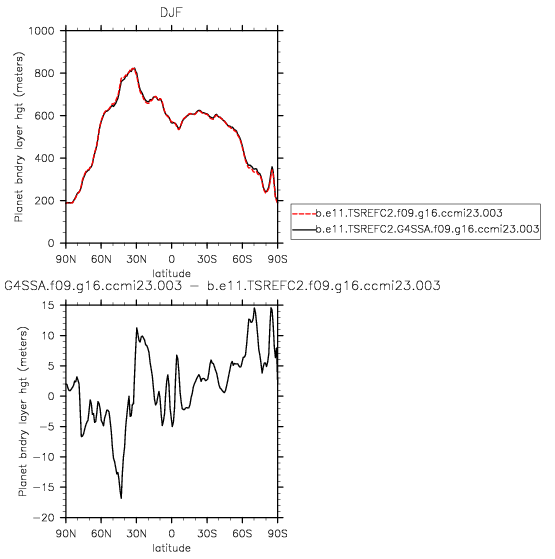 DJF
1000
800
600
400
200
0
Planet bndry layer hgt (meters)
90N 60N 30N 0 30S 60S 90S
latitude
b.e11.TSREFC2.f09.g16.ccmi23.003
b.e11.TSREFC2.G4SSA.f09.g16.ccmi23.003
G4SSA.f09.g16.ccmi23.003 - b.e11.TSREFC2.f09.g16.ccmi23.003
15
10
5
0
-5
-10
-15
-20
Planet bndry layer hgt (meters)
90N 60N 30N 0 30S 60S 90S
latitude